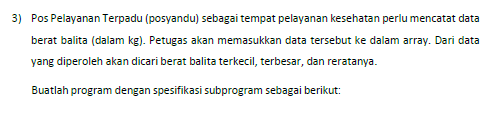 3) Pos Pelayanan Terpadu (posyandu) sebagai tempat pelayanan kesehatan perlu mencatat data
berat balita (dalam kg). Petugas akan memasukkan data tersebut ke dalam array. Dari data
yang diperoleh akan dicari berat balita terkecil, terbesar, dan reratanya.
Buatlah program dengan spesifikasi subprogram sebagai berikut: